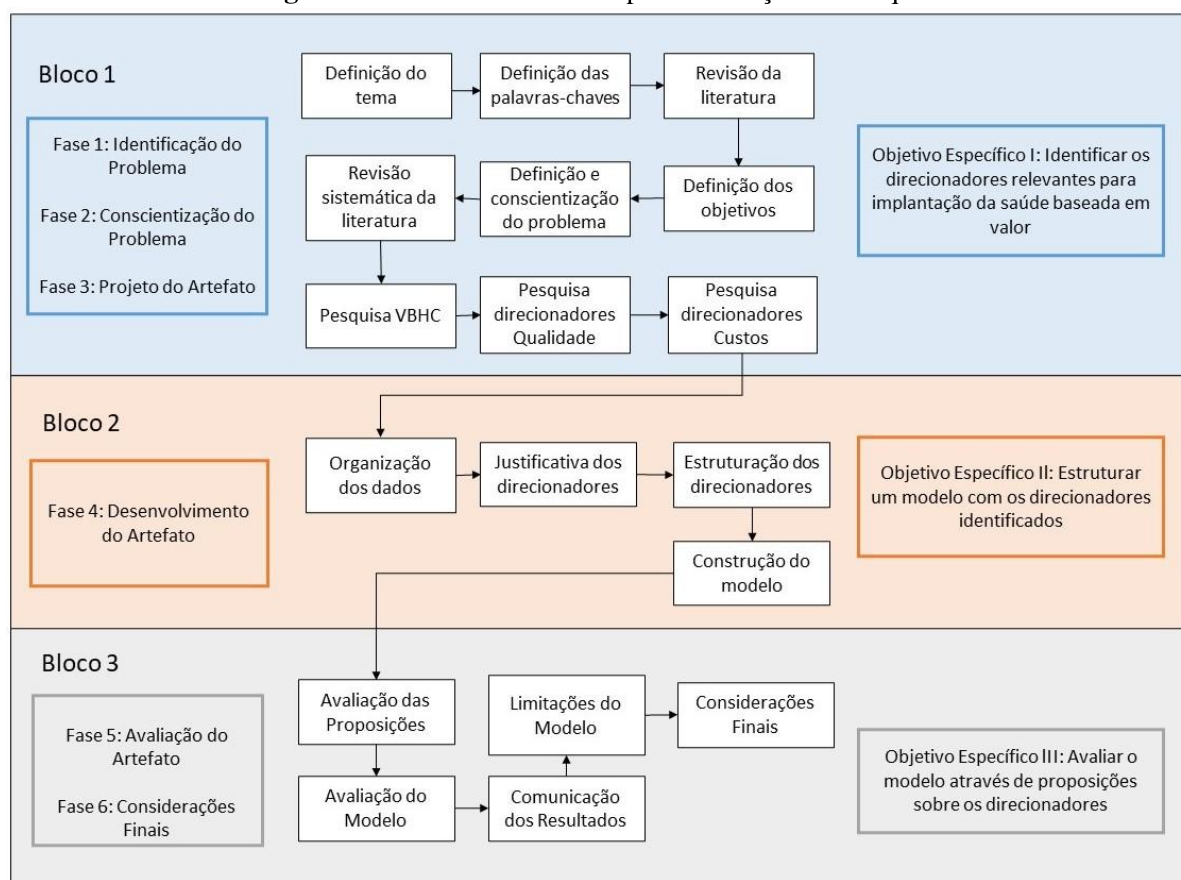 Bloco 1
Fase 1: Identificação do
Problema
Fase 2: Conscientização do
Problema
Fase 3: Projeto do Artefato
Definição do
tema
Definição das
palavras-chaves
Revisão da
literatura
Revisão
sistemática da
literatura
Definição e
conscientização
do problema
Definição dos
objetivos
Pesquisa VBHC
Pesquisa
direcionadores
Qualidade
Pesquisa
direcionadores
Custos
Objetivo Específico I: Identificar os
direcionadores relevantes para
implantação da saúde baseada em
valor
Bloco 2
Fase 4: Desenvolvimento
do Artefato
Organização
dos dados
Justificativa dos
direcionadores
Estruturação dos
direcionadores
Construção do
modelo
Objetivo Específico II: Estruturar
um modelo com os direcionadores
identificados
Bloco 3
Fase 5: Avaliação do
Artefato
Fase 6: Considerações
Finais
Avaliação das
Proposições
Limitações do
Modelo
Considerações
Finais
Avaliação do
Modelo
Comunicação
dos Resultados
Objetivo Específico III: Avaliar o
modelo através de proposições
sobre os direcionadores